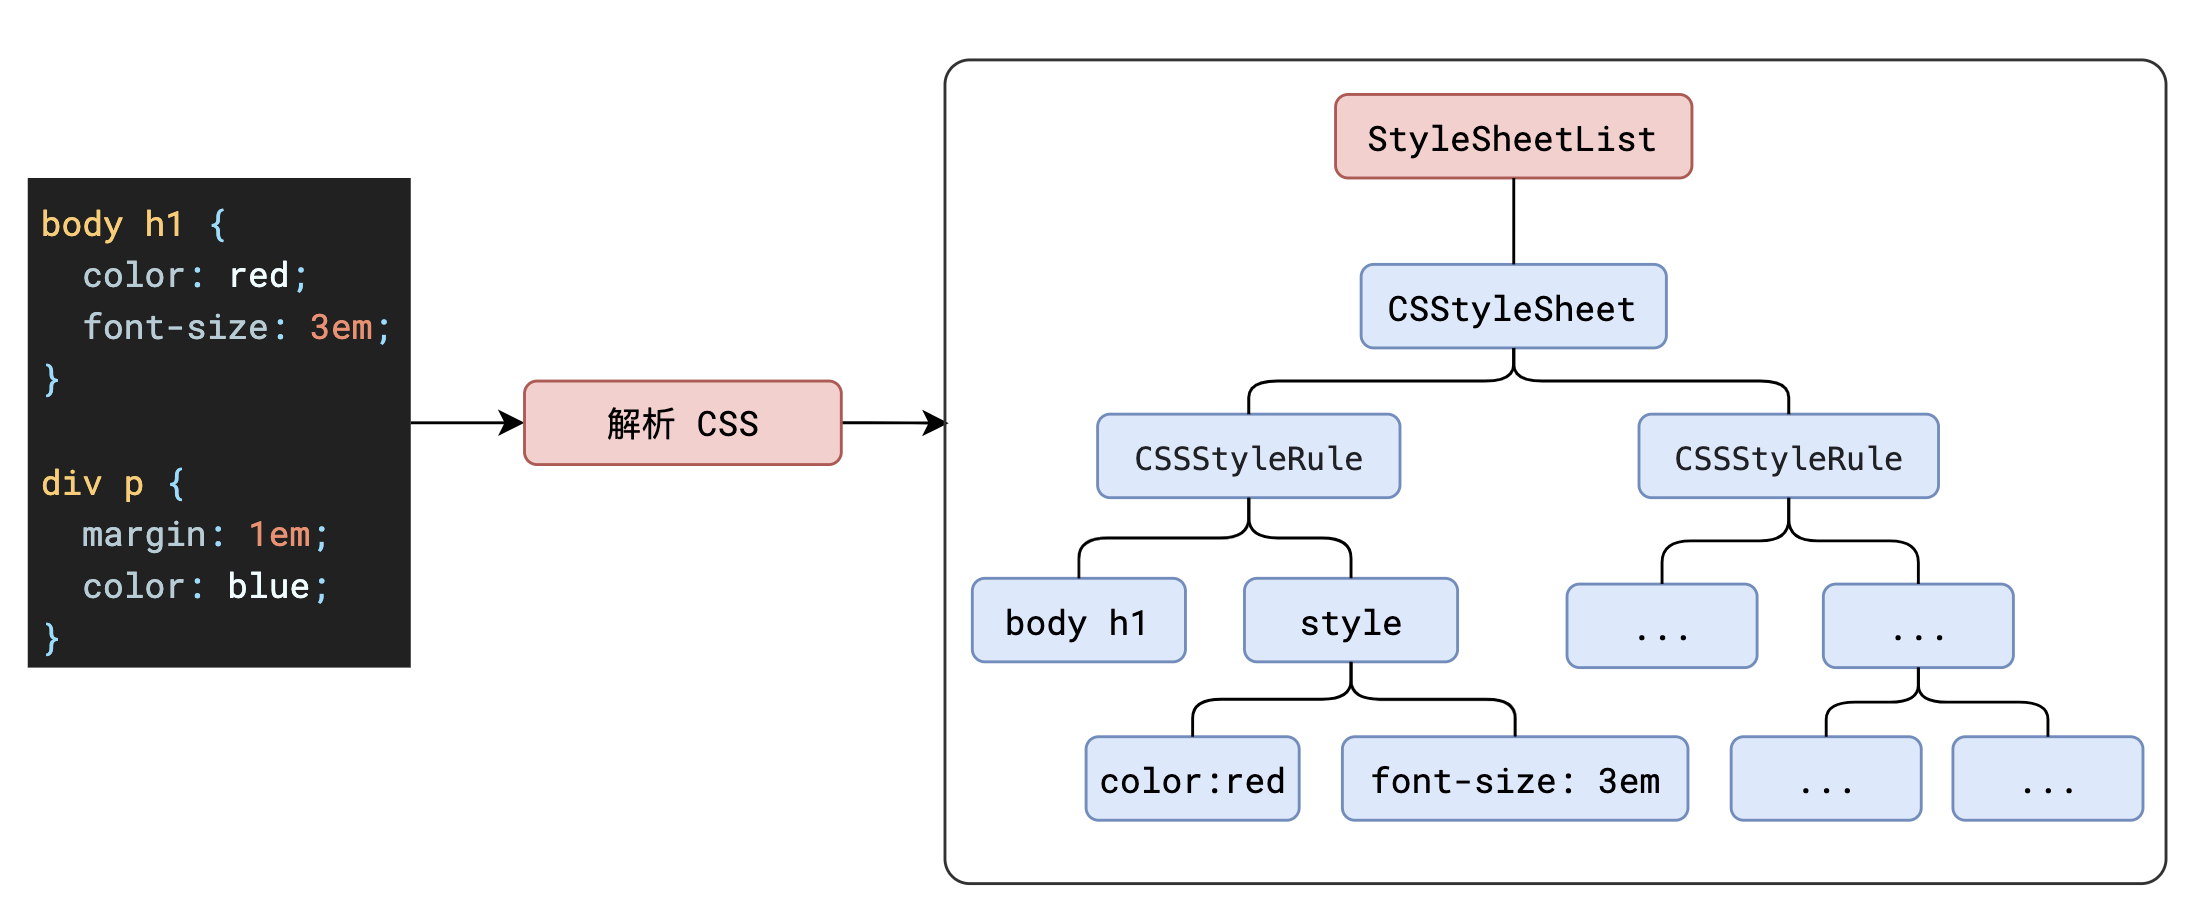 body h1 {
  color: red;
  font-size: 3em;
}
div p {
  margin: 1em;
  color: blue;
}
解析 CSS
StyleSheetList
CSStyleSheet
CSSStyleRule
CSSStyleRule
body h1
style
...
...
color:red
font-size: 3em
...
...